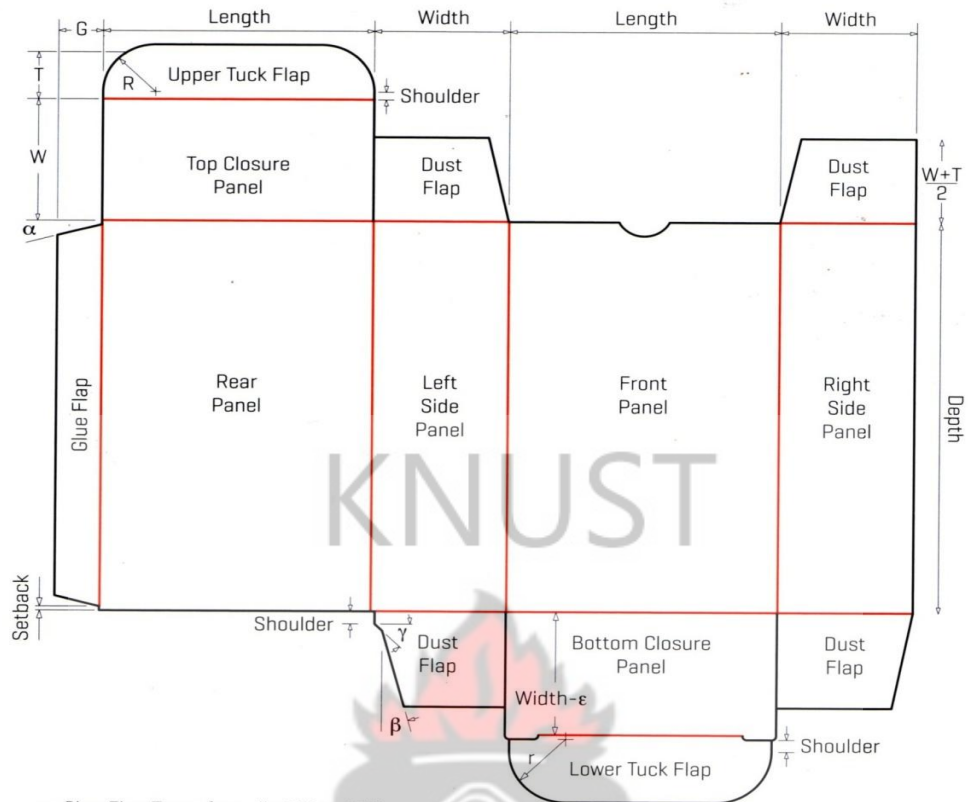 G
Length
Width
Length
Width
T
R
Upper Tuck Flap
Shoulder
W
Top Closure
Panel
Dust
Flap
Dust
Flap
W+T
2
α
Glue Flap
Rear
Panel
Left
Side
Panel
Front
Panel
Right
Side
Panel
Depth
KNUST
Setback
Shoulder
γ
Dust
Flap
β
Bottom Closure
Panel
Width-ε
Dust
Flap
r
Lower Tuck Flap
Shoulder